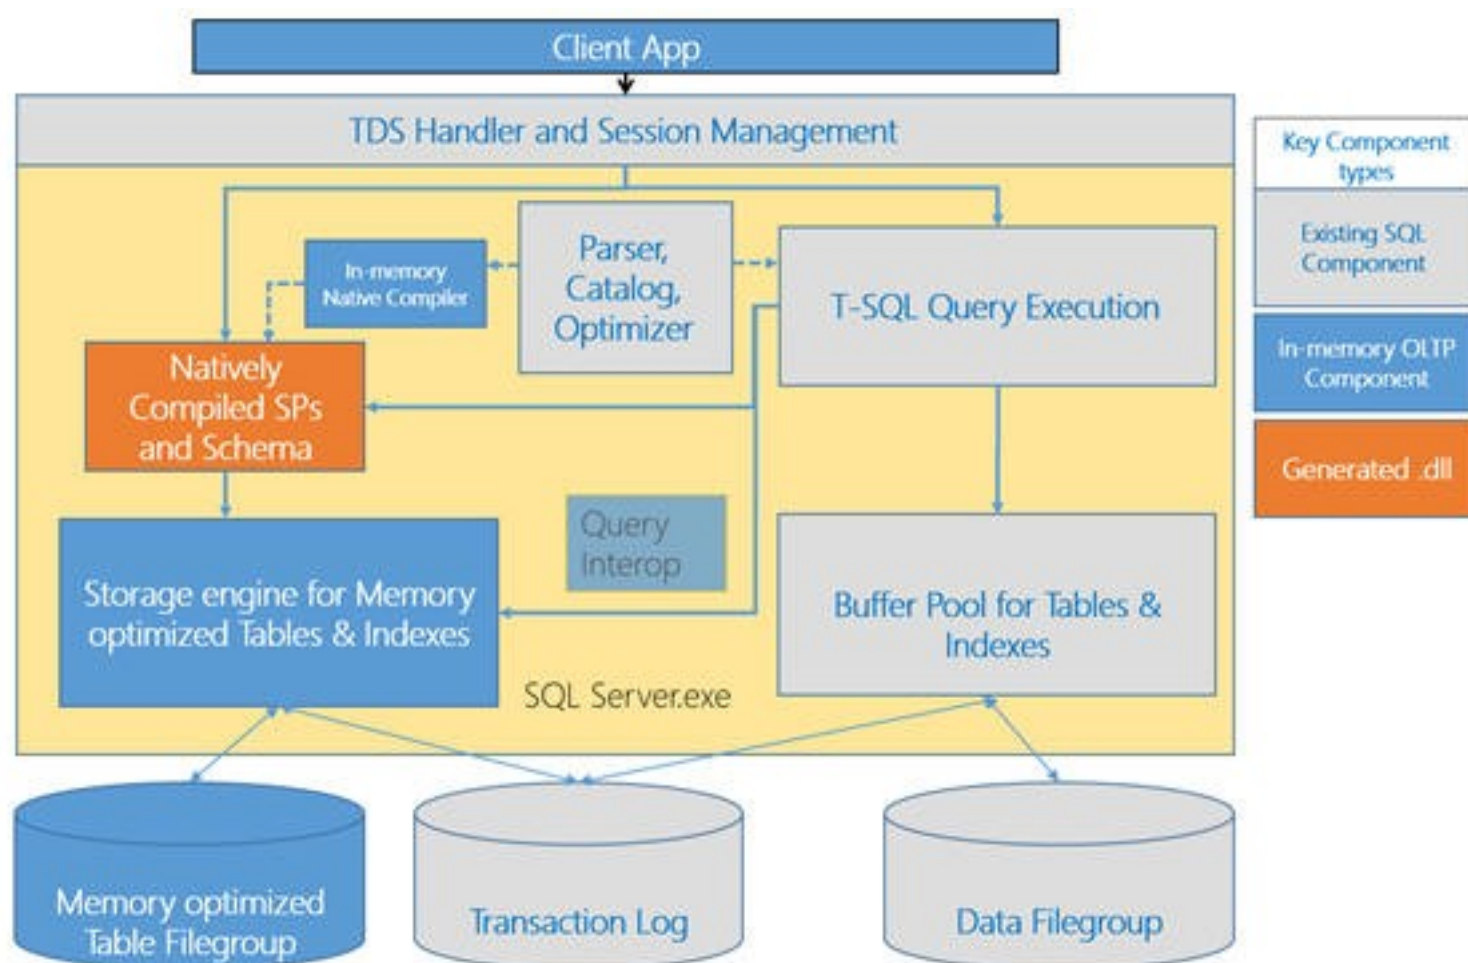 Client App
TDS Handler and Session Management
Key Component
types
Existing SQL
Component
In-memory OLTP
Component
Generated .dll
In-memory
Native Compiler
Parser,
Catalog,
Optimizer
T-SQL Query Execution
Natively
Compiled SPs
and Schema
Query
Interop
Storage engine for Memory
optimized Tables & Indexes
Buffer Pool for Tables &
Indexes
SQL Server.exe
Memory optimized
Table Filegroup
Transaction Log
Data Filegroup